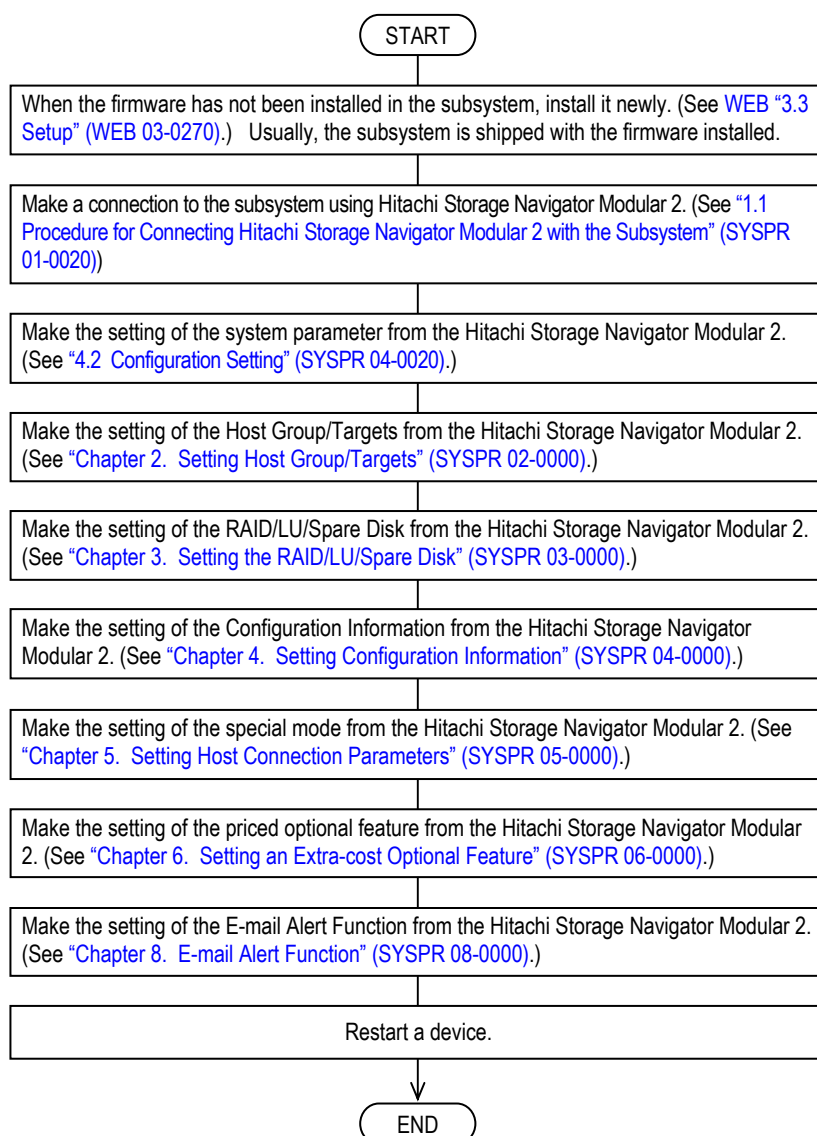 START
When the firmware has not been installed in the subsystem, install it newly. (See WEB “3.3
Setup” (WEB 03-0270).) Usually, the subsystem is shipped with the firmware installed.
Make a connection to the subsystem using Hitachi Storage Navigator Modular 2. (See “1.1
Procedure for Connecting Hitachi Storage Navigator Modular 2 with the Subsystem” (SYSPR
01-0020))
Make the setting of the system parameter from the Hitachi Storage Navigator Modular 2.
(See “4.2 Configuration Setting” (SYSPR 04-0020).)
Make the setting of the Host Group/Targets from the Hitachi Storage Navigator Modular 2.
(See “Chapter 2. Setting Host Group/Targets” (SYSPR 02-0000).)
Make the setting of the RAID/LU/Spare Disk from the Hitachi Storage Navigator Modular 2.
(See “Chapter 3. Setting the RAID/LU/Spare Disk” (SYSPR 03-0000).)
Make the setting of the Configuration Information from the Hitachi Storage Navigator
Modular 2. (See “Chapter 4. Setting Configuration Information” (SYSPR 04-0000).)
Make the setting of the special mode from the Hitachi Storage Navigator Modular 2. (See
“Chapter 5. Setting Host Connection Parameters” (SYSPR 05-0000).)
Make the setting of the priced optional feature from the Hitachi Storage Navigator Modular
2. (See “Chapter 6. Setting an Extra-cost Optional Feature” (SYSPR 06-0000).)
Make the setting of the E-mail Alert Function from the Hitachi Storage Navigator Modular 2.
(See “Chapter 8. E-mail Alert Function” (SYSPR 08-0000).)
Restart a device.
END